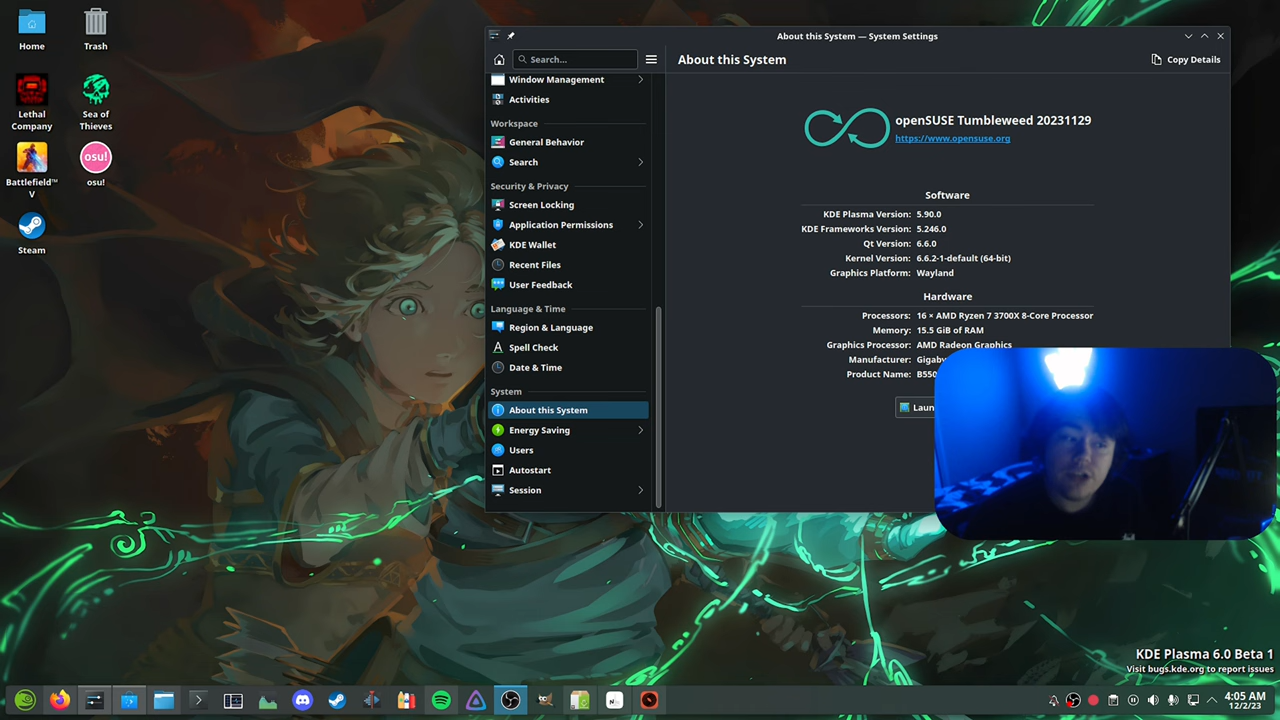 Home
Trash
Lethal
Company
Sea of
Thieves
Battlefield™
V
osu!
osu!
Steam
About this System — System Settings
Search...
About this System
Copy Details
Window Management
Activities
Workspace
General Behavior
Search
Security & Privacy
Screen Locking
Application Permissions
KDE Wallet
Recent Files
User Feedback
Language & Time
Region & Language
Spell Check
Date & Time
System
About this System
Energy Saving
Users
Autostart
Session
openSUSE Tumbleweed 20231129
https://www.opensuse.org
Software
KDE Plasma Version: 5.90.0
KDE Frameworks Version: 5.246.0
Qt Version: 6.6.0
Kernel Version: 6.6.2-1-default (64-bit)
Graphics Platform: Wayland
Hardware
Processors: 16 × AMD Ryzen 7 3700X 8-Core Processor
Memory: 15.5 GiB of RAM
Graphics Processor: AMD Radeon Graphics
Manufacturer: Gigaby
Product Name: B550
Laun
KDE Plasma 6.0 Beta 1
Visit bugs.kde.org to report issues
4:05 AM
12/2/23